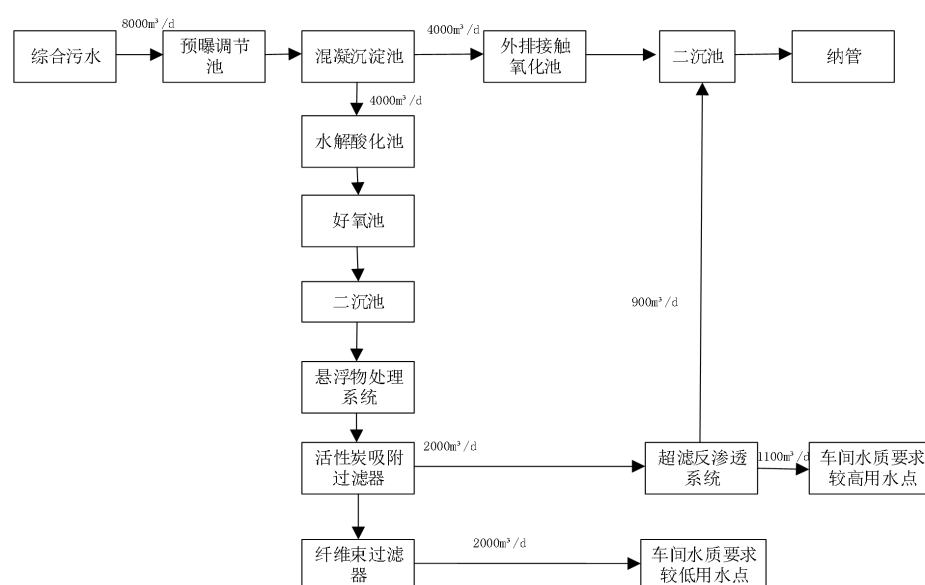 8000m³/d
4000m³/d
综合污水
预曝调节
池
混凝沉淀池
外排接触
氧化池
二沉池
纳管
4000m³/d
水解酸化池
好氧池
二沉池
900m³/d
悬浮物处理
系统
2000m³/d
活性炭吸附
过滤器
超滤反渗透
系统
1100m³/d
车间水质要求
较高用水点
2000m³/d
纤维束过滤
器
车间水质要求
较低用水点